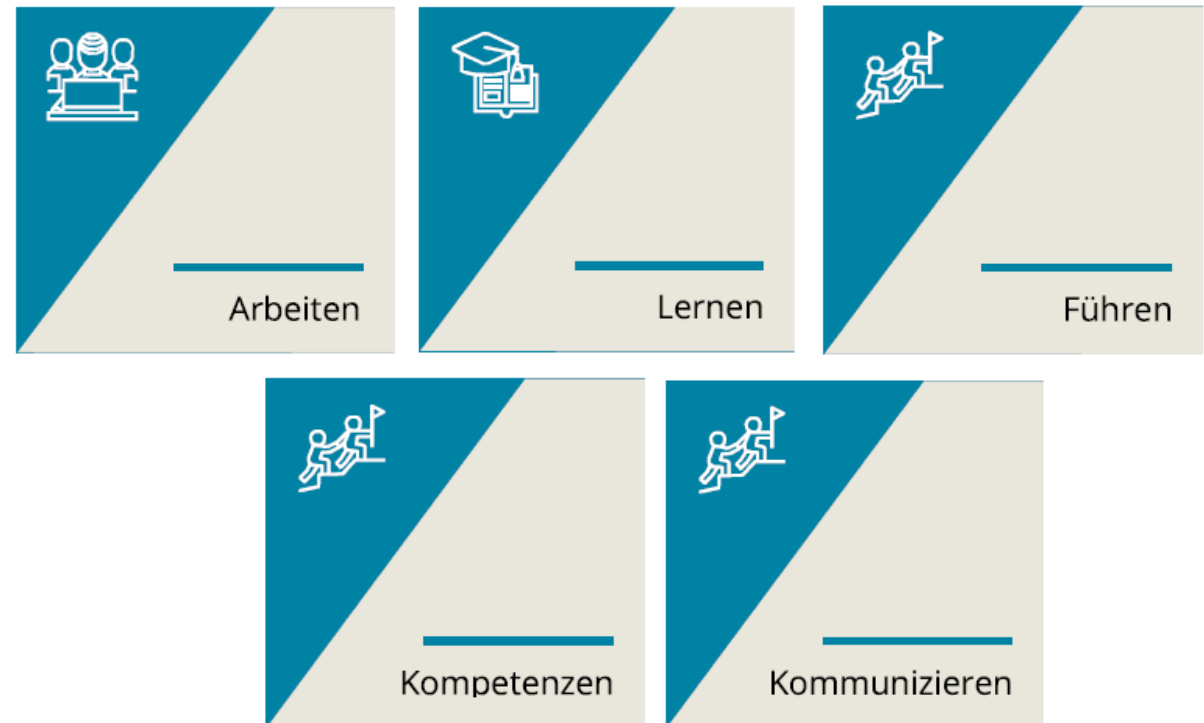 Arbeiten
Lernen
Führen
Kompetenzen
Kommunizieren